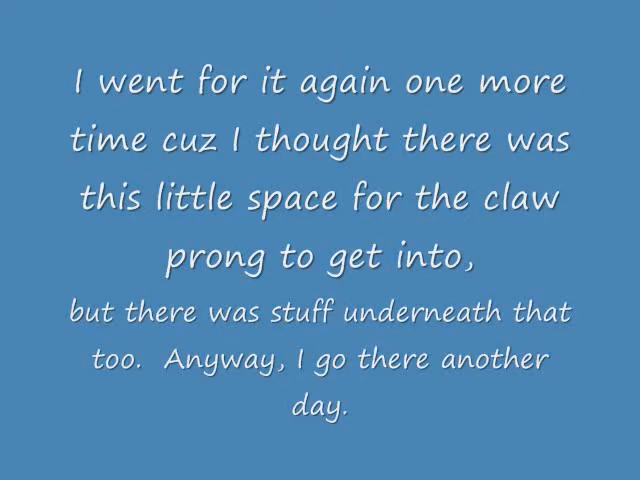 I went for it again one more
time cuz I thought there was
this little space for the claw
prong to get into,
but there was stuff underneath that
too.  Anyway, I go there another
day.